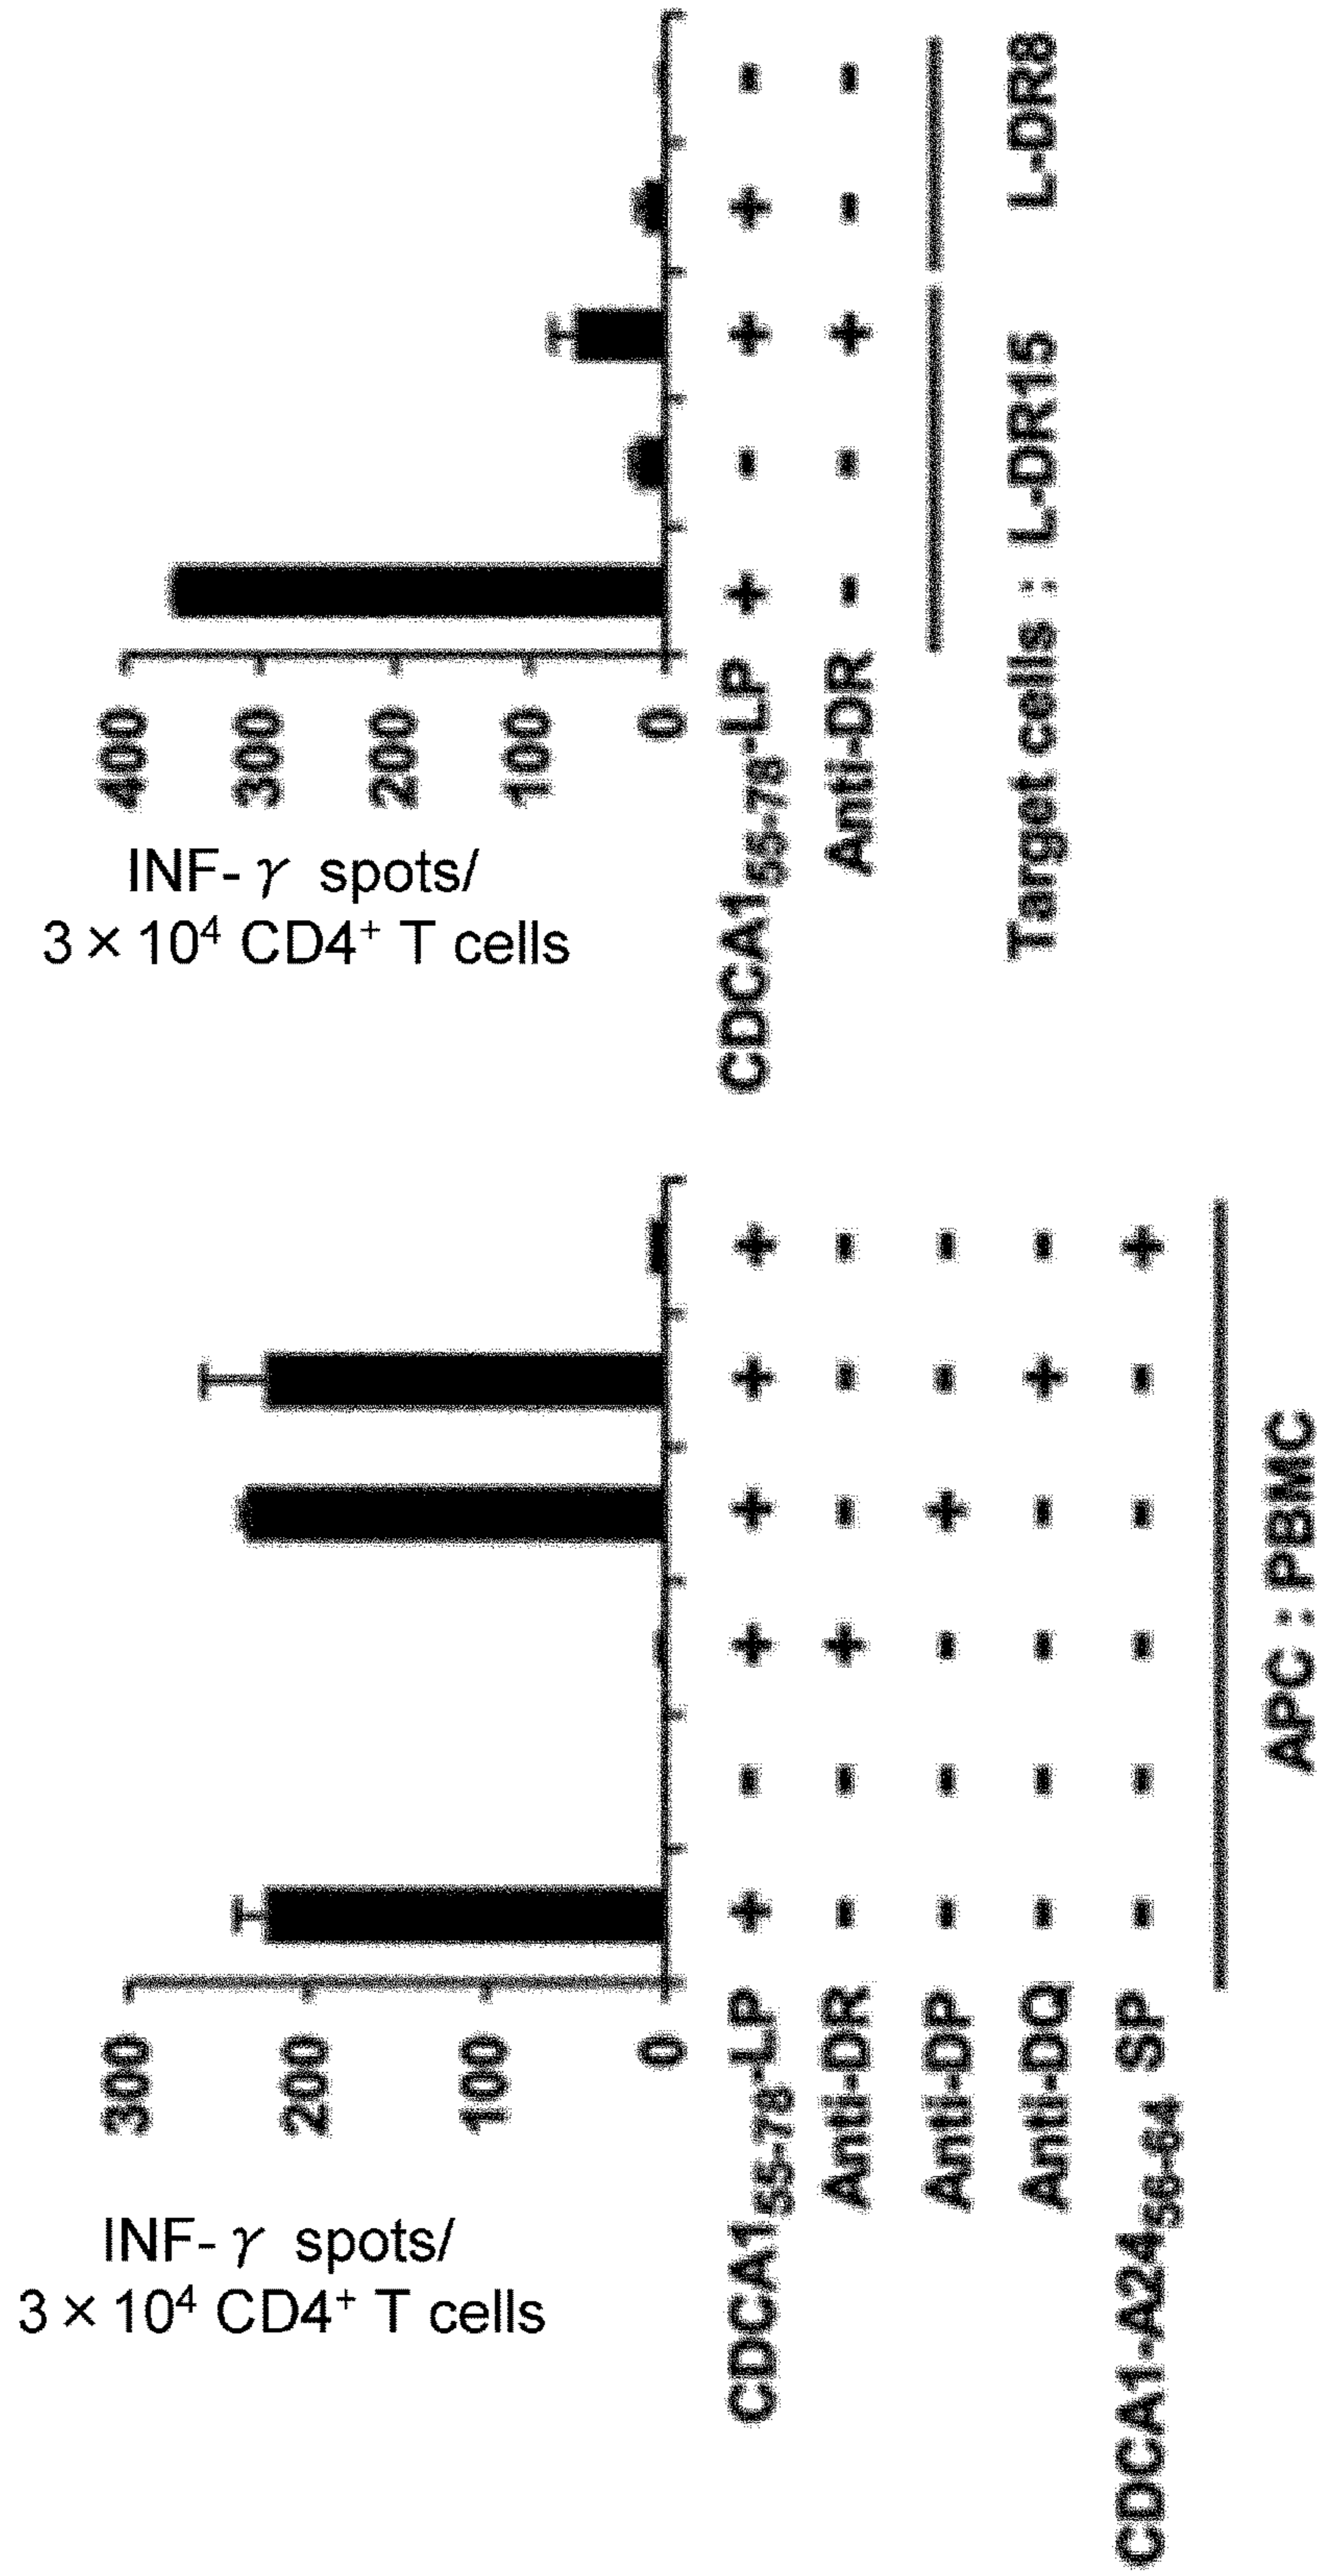 INF-γ spots/
3×10⁴ CD4⁺ T cells
300
200
100
0
CDCA1₅₅₋₇₈-LP + - + + + +
Anti-DR - - + - - -
Anti-DP - - - + - -
Anti-DQ - - - - + -
CDCA1-A24₅₆₋₆₄ SP - - - - - +
APC : PBMC
INF-γ spots/
3×10⁴ CD4⁺ T cells
400
300
200
100
0
CDCA1₅₅₋₇₈-LP + - + + -
Anti-DR - - + - -
Target cells : L-DR15 L-DR8